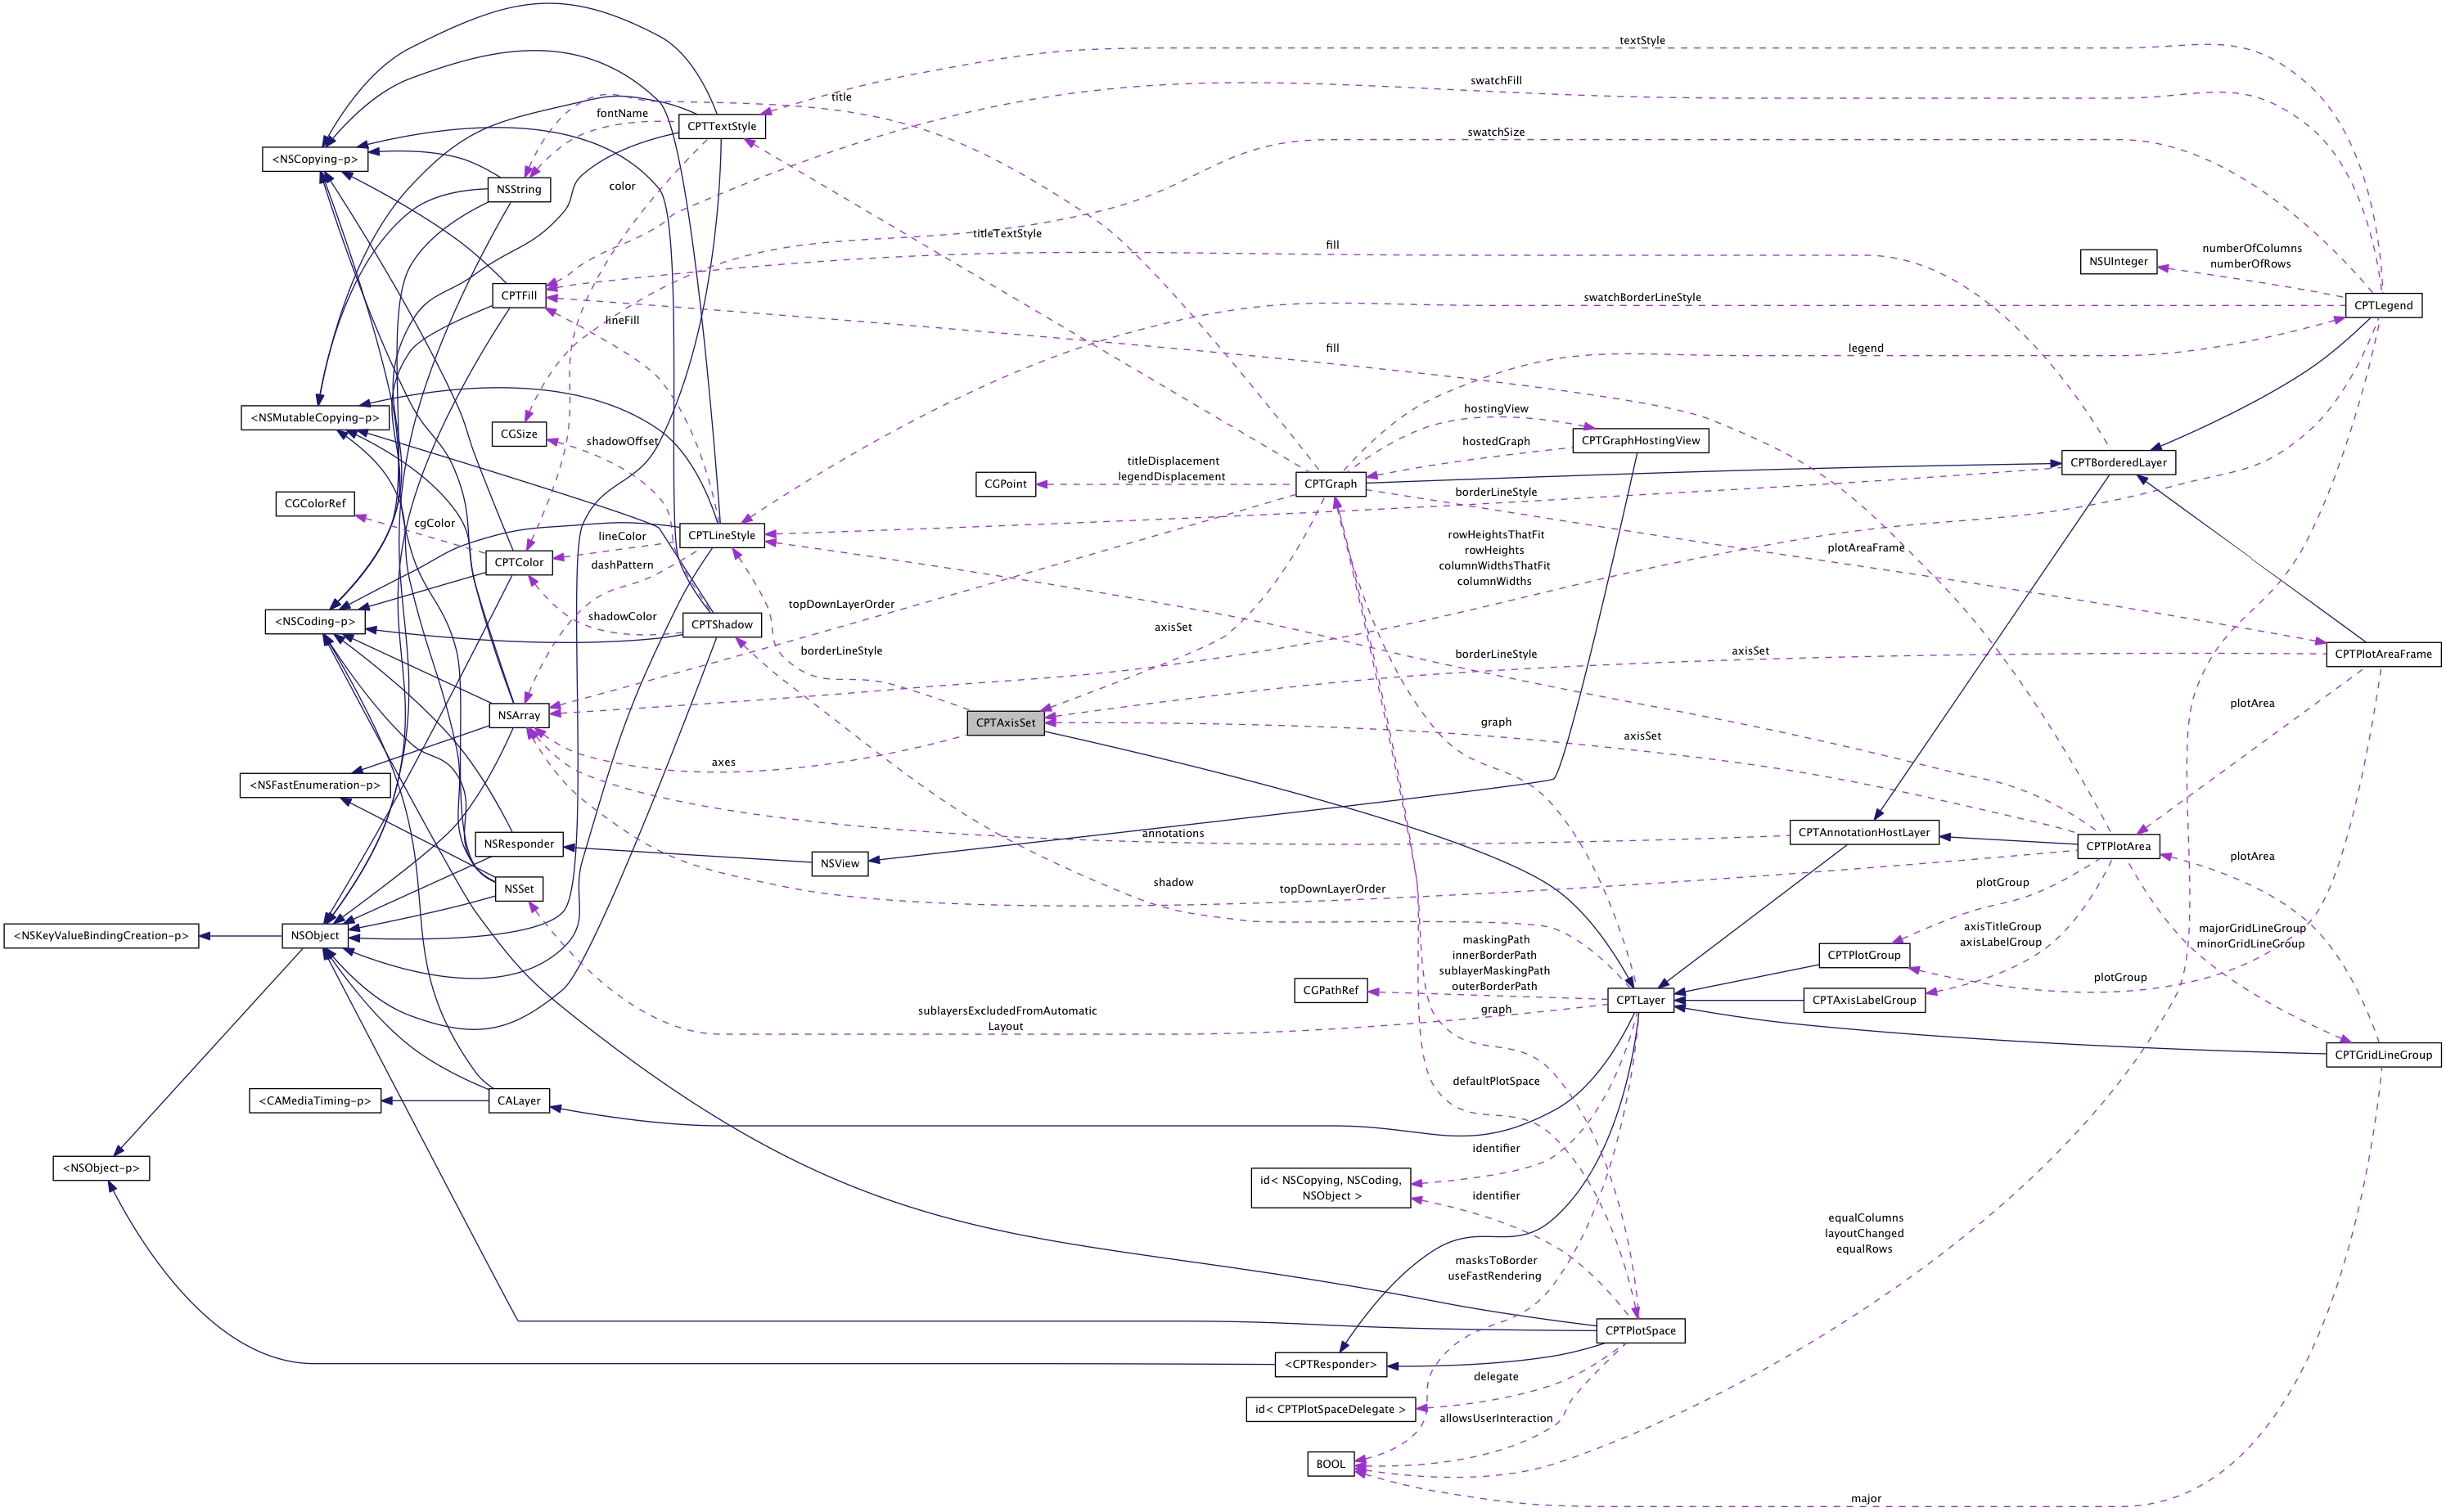 textStyle
swatchFill
title
fontName
CPTTextStyle
swatchSize
<NSCopying-p>
NSString
color
titleTextStyle
fill
numberOfColumns
numberOfRows
NSUInteger
CPTFill
swatchBorderLineStyle
CPTLegend
lineFill
fill
legend
hostingView
<NSMutableCopying-p>
CGSize
shadowOffset
hostedGraph
CPTGraphHostingView
titleDisplacement
legendDisplacement
CPTBorderedLayer
CGPoint
CPTGraph
borderLineStyle
CGColorRef
cgColor
CPTLineStyle
lineColor
CPTColor
dashPattern
rowHeightsThatFit
rowHeights
columnWidthsThatFit
columnWidths
plotAreaFrame
topDownLayerOrder
<NSCoding-p>
shadowColor
CPTShadow
axisSet
borderLineStyle
borderLineStyle
axisSet
CPTPlotAreaFrame
plotArea
NSArray
CPTAxisSet
graph
axisSet
axes
<NSFastEnumeration-p>
annotations
CPTAnnotationHostLayer
NSResponder
NSView
CPTPlotArea
plotArea
shadow
topDownLayerOrder
plotGroup
NSSet
<NSKeyValueBindingCreation-p>
NSObject
maskingPath
innerBorderPath
sublayerMaskingPath
outerBorderPath
axisTitleGroup
axisLabelGroup
majorGridLineGroup
minorGridLineGroup
CPTPlotGroup
plotGroup
CGPathRef
CPTLayer
CPTAxisLabelGroup
sublayersExcludedFromAutomatic
Layout
graph
CPTGridLineGroup
defaultPlotSpace
<CAMediaTiming-p>
CALayer
identifier
<NSObject-p>
id< NSCopying, NSCoding,
NSObject >
identifier
equalColumns
layoutChanged
equalRows
masksToBorder
useFastRendering
CPTPlotSpace
<CPTResponder>
delegate
id< CPTPlotSpaceDelegate >
allowsUserInteraction
BOOL
major